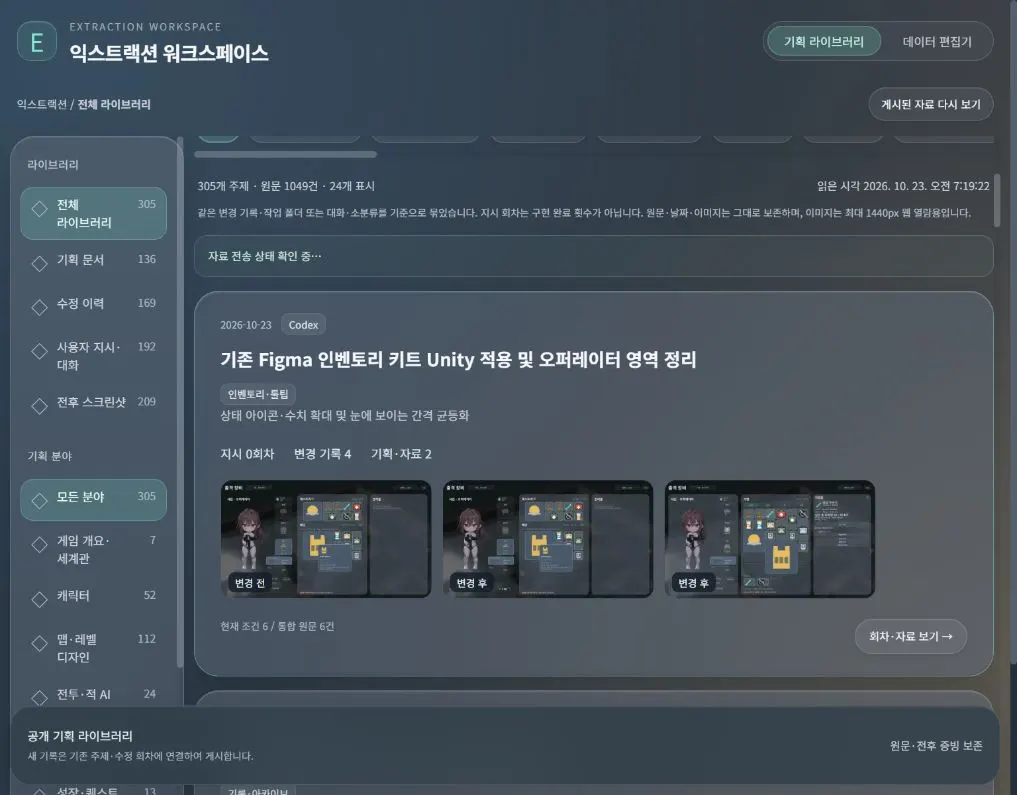 E
EXTRACTION WORKSPACE
익스트랙션 워크스페이스
기획 라이브러리
데이터 편집기
익스트랙션 / 전체 라이브러리
게시된 자료 다시 보기
라이브러리
전체
라이브러리
305
기획 문서
136
수정 이력
169
사용자 지시·
대화
192
전후 스크린샷
209
기획 분야
모든 분야
305
게임 개요·
세계관
7
캐릭터
52
맵·레벨
디자인
112
전투·적 AI
24
성장·퀘스트
13
305개 주제 · 원문 1049건 · 24개 표시
읽은 시각 2026. 10. 23. 오전 7:19:22
같은 변경 기록·작업 폴더 또는 대화·소분류를 기준으로 묶었습니다. 지시 회차는 구현 완료 횟수가 아닙니다. 원문·날짜·이미지는 그대로 보존하며, 이미지는 최대 1440px 웹 열람용입니다.
자료 전송 상태 확인 중…
2026-10-23
Codex
기존 Figma 인벤토리 키트 Unity 적용 및 오퍼레이터 영역 정리
인벤토리·툴팁
상태 아이콘·수치 확대 및 눈에 보이는 간격 균등화
지시 0회차
변경 기록 4
기획·자료 2
변경 전
변경 후
변경 후
현재 조건 6 / 통합 원문 6건
회차·자료 보기 →
공개 기획 라이브러리
새 기록은 기존 주제·수정 회차에 연결하여 게시합니다.
원문·전후 증빙 보존
기록·아카이브